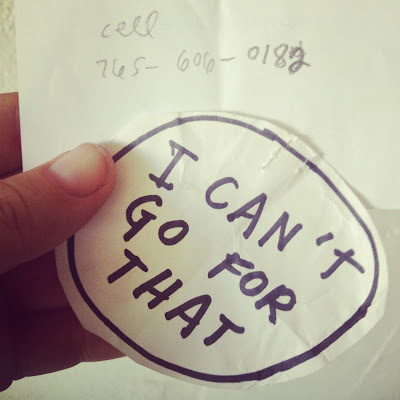 cell
765-606-0182
I CAN'T
GO FOR
THAT